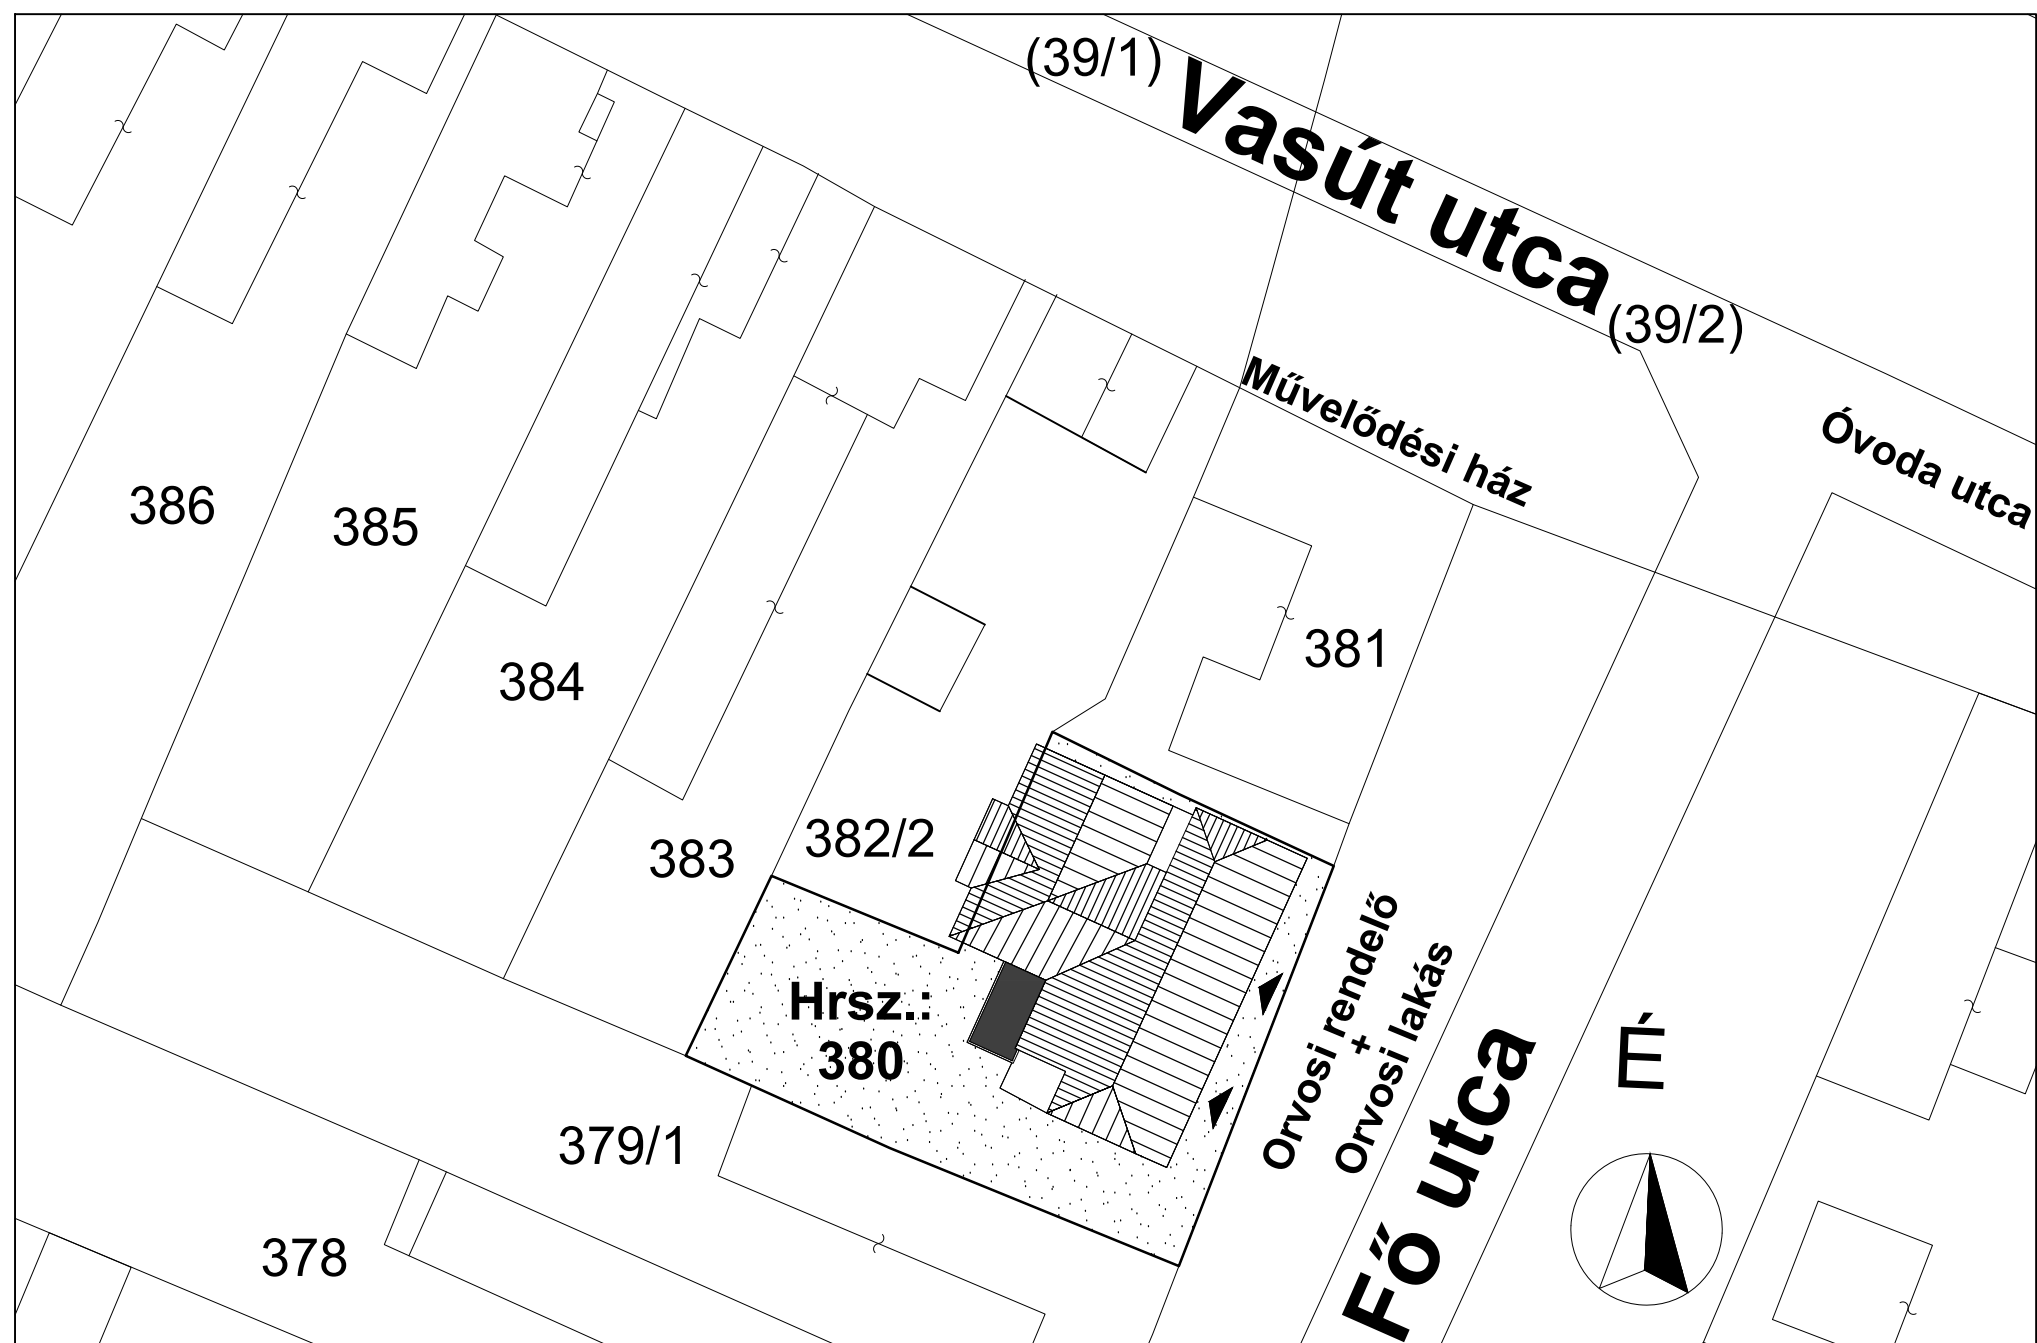 (39/1)
Vasút utca
(39/2)
Művelődési ház
Óvoda utca
386
385
384
381
383
382/2
Hrsz.:
380
Orvosi rendelő
+
Orvosi lakás
Fő utca
É
379/1
378